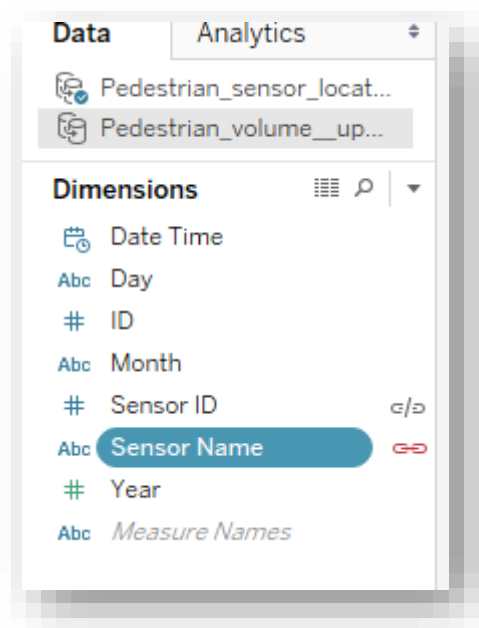 Data Analytics
Pedestrian_sensor_locat...
Pedestrian_volume__up...
Dimensions
Date Time
Abc Day
# ID
Abc Month
# Sensor ID
Abc Sensor Name
# Year
Abc Measure Names